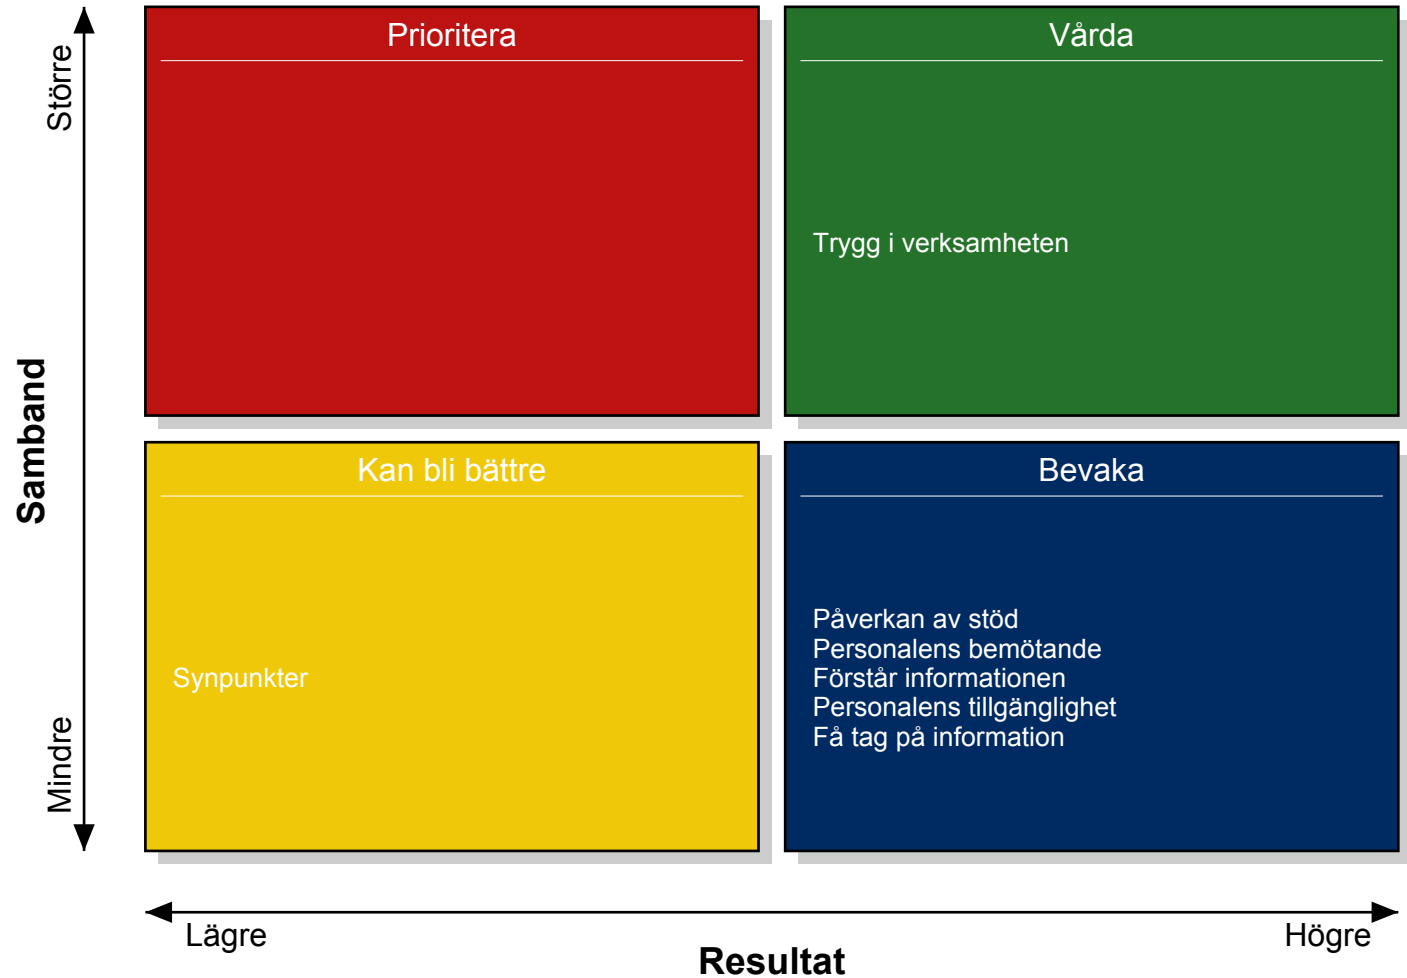 Större
Samband
Mindre
Prioritera
Vårda
Trygg i verksamheten
Kan bli bättre
Synpunkter
Bevaka
Påverkan av stöd
Personalens bemötande
Förstår informationen
Personalens tillgänglighet
Få tag på information
Lägre
Högre
Resultat